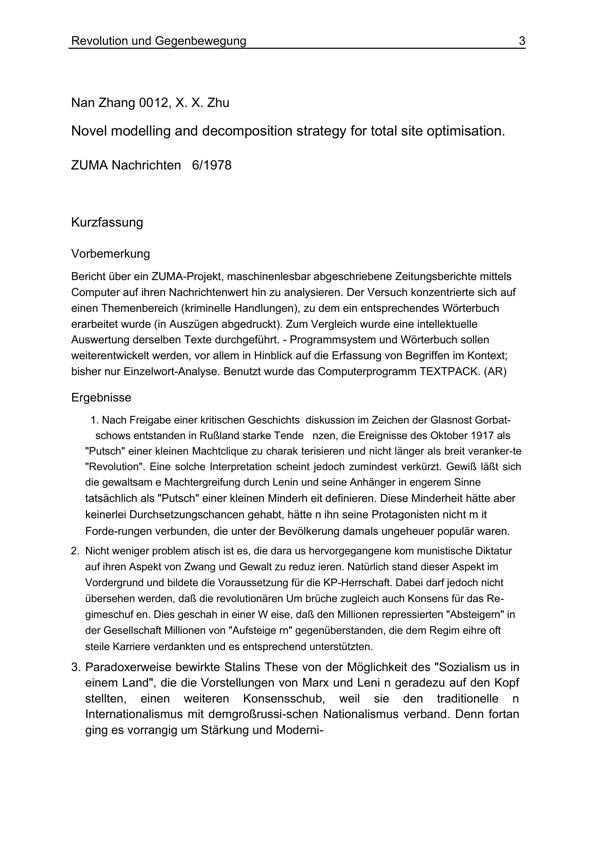 Revolution und Gegenbewegung 3
Nan Zhang 0012, X. X. Zhu
Novel modelling and decomposition strategy for total site optimisation.
ZUMA Nachrichten 6/1978
Kurzfassung
Vorbemerkung
Bericht über ein ZUMA-Projekt, maschinenlesbar abgeschriebene Zeitungsberichte mittels
Computer auf ihren Nachrichtenwert hin zu analysieren. Der Versuch konzentrierte sich auf
einen Themenbereich (kriminelle Handlungen), zu dem ein entsprechendes Wörterbuch
erarbeitet wurde (in Auszügen abgedruckt). Zum Vergleich wurde eine intellektuelle
Auswertung derselben Texte durchgeführt. - Programmsystem und Wörterbuch sollen
weiterentwickelt werden, vor allem in Hinblick auf die Erfassung von Begriffen im Kontext;
bisher nur Einzelwort-Analyse. Benutzt wurde das Computerprogramm TEXTPACK. (AR)
Ergebnisse
1. Nach Freigabe einer kritischen Geschichts diskussion im Zeichen der Glasnost Gorbat-
schows entstanden in Rußland starke Tende nzen, die Ereignisse des Oktober 1917 als
"Putsch" einer kleinen Machtclique zu charak terisieren und nicht länger als breit veranker-te
"Revolution". Eine solche Interpretation scheint jedoch zumindest verkürzt. Gewiß läßt sich
die gewaltsam e Machtergreifung durch Lenin und seine Anhänger in engerem Sinne
tatsächlich als "Putsch" einer kleinen Minderh eit definieren. Diese Minderheit hätte aber
keinerlei Durchsetzungschancen gehabt, hätte n ihn seine Protagonisten nicht m it
Forde-rungen verbunden, die unter der Bevölkerung damals ungeheuer populär waren.
2. Nicht weniger problem atisch ist es, die dara us hervorgegangene kom munistische Diktatur
auf ihren Aspekt von Zwang und Gewalt zu reduz ieren. Natürlich stand dieser Aspekt im
Vordergrund und bildete die Voraussetzung für die KP-Herrschaft. Dabei darf jedoch nicht
übersehen werden, daß die revolutionären Um brüche zugleich auch Konsens für das Re-
gimeschuf en. Dies geschah in einer W eise, daß den Millionen repressierten "Absteigern" in
der Gesellschaft Millionen von "Aufsteige rn" gegenüberstanden, die dem Regim eihre oft
steile Karriere verdankten und es entsprechend unterstützten.
3. Paradoxerweise bewirkte Stalins These von der Möglichkeit des "Sozialism us in
einem Land", die die Vorstellungen von Marx und Leni n geradezu auf den Kopf
stellten, einen weiteren Konsensschub, weil sie den traditionelle n
Internationalismus mit demgroßrussi-schen Nationalismus verband. Denn fortan
ging es vorrangig um Stärkung und Moderni-